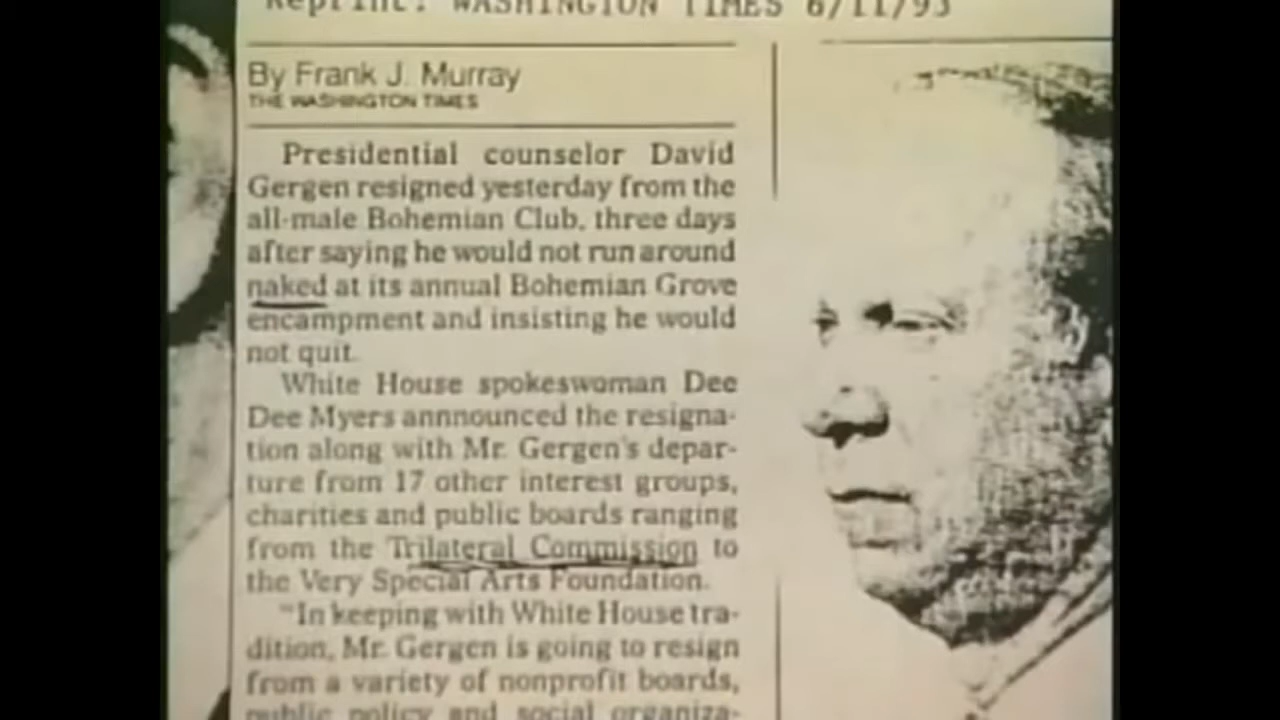 Reprint: WASHINGTON TIMES 6/11/93
By Frank J. Murray
THE WASHINGTON TIMES
Presidential counselor David
Gergen resigned yesterday from the
all-male Bohemian Club, three days
after saying he would not run around
naked at its annual Bohemian Grove
encampment and insisting he would
not quit.
White House spokeswoman Dee
Dee Myers annnounced the resigna-
tion along with Mr. Gergen's depar-
ture from 17 other interest groups,
charities and public boards ranging
from the Trilateral Commission to
the Very Special Arts Foundation.
"In keeping with White House tra-
dition, Mr. Gergen is going to resign
from a variety of nonprofit boards,
public policy and social organiza-